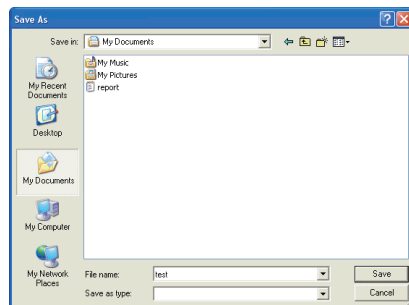 Save As
Save in: My Documents
My Music
My Pictures
report
My Recent
Documents
Desktop
My Documents
My Computer
My Network
Places
File name: test Save
Save as type: Cancel